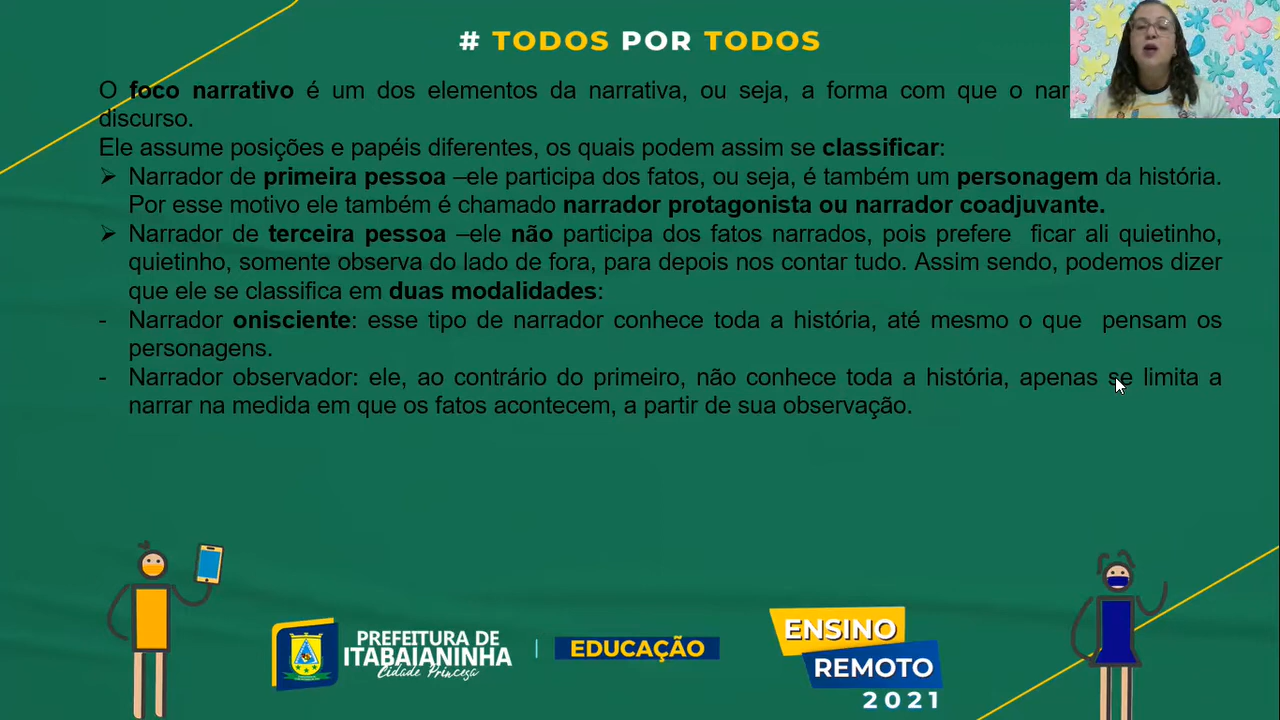 # TODOS POR TODOS
O foco narrativo é um dos elementos da narrativa, ou seja, a forma com que o
discurso.
Ele assume posições e papéis diferentes, os quais podem assim se classificar:
➢ Narrador de primeira pessoa –ele participa dos fatos, ou seja, é também um personagem da história.
Por esse motivo ele também é chamado narrador protagonista ou narrador coadjuvante.
➢ Narrador de terceira pessoa –ele não participa dos fatos narrados, pois prefere ficar ali quietinho,
quietinho, somente observa do lado de fora, para depois nos contar tudo. Assim sendo, podemos dizer
que ele se classifica em duas modalidades:
- Narrador onisciente: esse tipo de narrador conhece toda a história, até mesmo o que pensam os
personagens.
- Narrador observador: ele, ao contrário do primeiro, não conhece toda a história, apenas se limita a
narrar na medida em que os fatos acontecem, a partir de sua observação.
PREFEITURA DE
ITABAIANINHA
Cidade Princesa
EDUCAÇÃO
ENSINO
REMOTO
2021